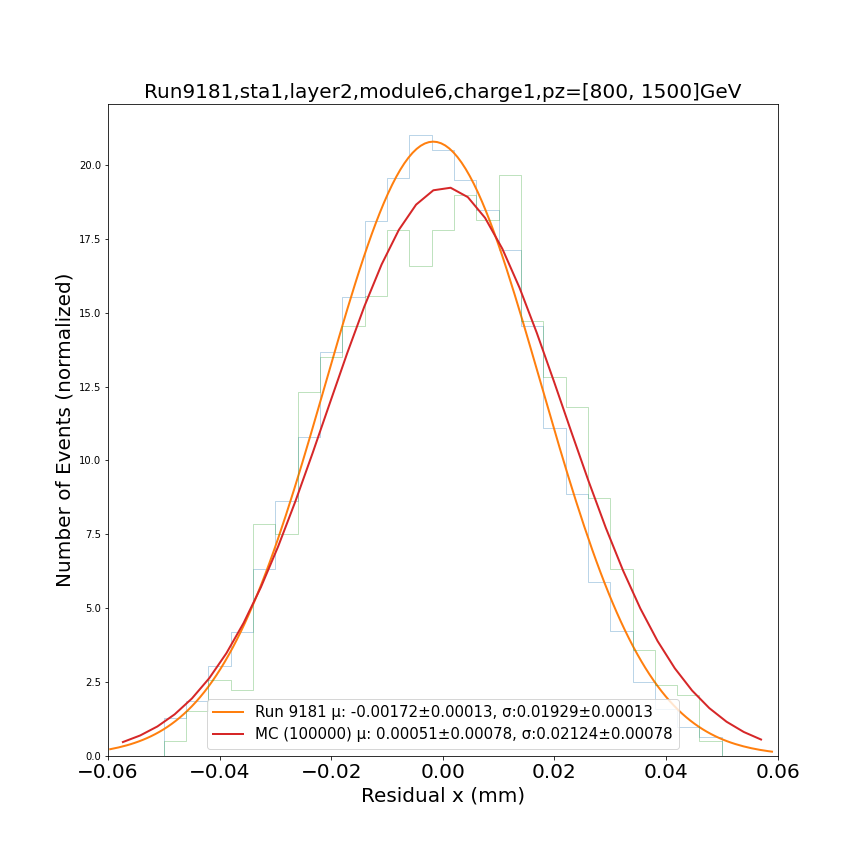 Run9181,sta1,layer2,module6,charge1,pz=[800, 1500]GeV
20.0
17.5
15.0
12.5
10.0
7.5
5.0
2.5
0.0
Number of Events (normalized)
Run 9181 μ: -0.00172±0.00013, σ:0.01929±0.00013
MC (100000) μ: 0.00051±0.00078, σ:0.02124±0.00078
−0.06 −0.04 −0.02 0.00 0.02 0.04 0.06
Residual x (mm)